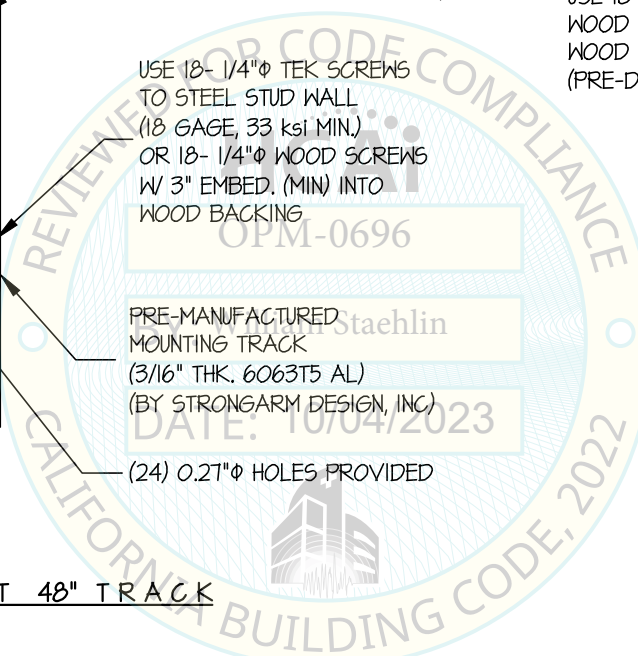 USE 18- 1/4"Φ TEK SCREWS
TO STEEL STUD WALL
(18 GAGE, 33 ksi MIN.)
OR 18- 1/4"Φ WOOD SCREWS
W/ 3" EMBED. (MIN) INTO
WOOD BACKING
PRE-MANUFACTURED
MOUNTING TRACK
(3/16" THK. 6063T5 AL)
(BY STRONGARM DESIGN, INC)
(24) 0.27"Φ HOLES PROVIDED
T 48" TRACK
WOOD
WOOD
REVIEWED FOR CODE COMPLIANCE
HCAi
OPM-0696
BY: William Staehlin
DATE: 10/04/2023
CALIFORNIA BUILDING CODE, 2022